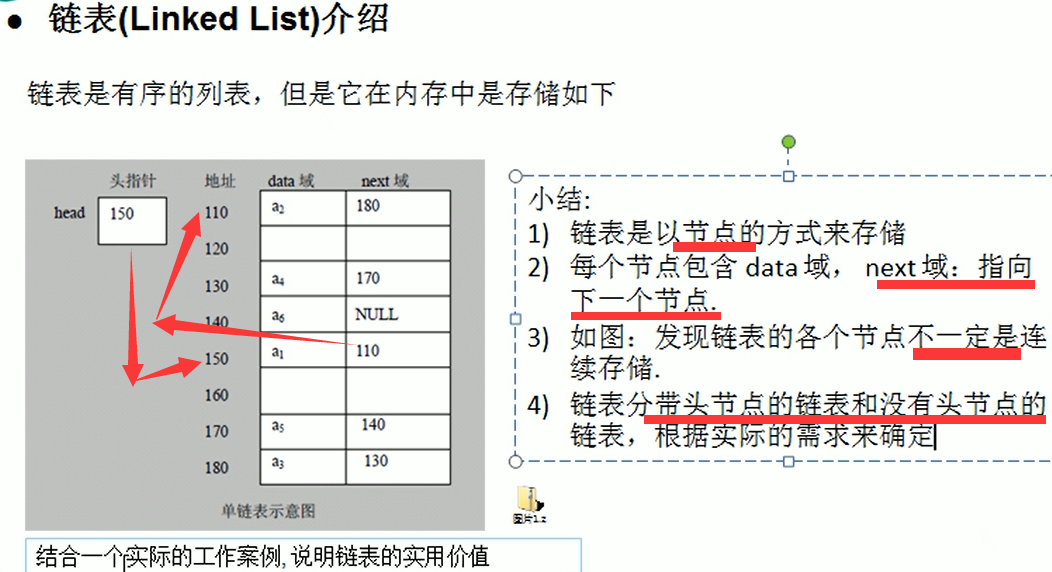 ● 链表(Linked List)介绍
链表是有序的列表，但是它在内存中是存储如下
头指针 地址 data 域 next 域
head 150 110 a₂ 180
120
130 a₄ 170
140 a₆ NULL
150 a₁ 110
160
170 a₅ 140
180 a₃ 130
单链表示意图
小结:
1) 链表是以节点的方式来存储
2) 每个节点包含 data 域， next 域：指向
下一个节点.
3) 如图：发现链表的各个节点不一定是连
续存储.
4) 链表分带头节点的链表和没有头节点的
链表，根据实际的需求来确定
图片1.z
结合一个实际的工作案例, 说明链表的实用价值